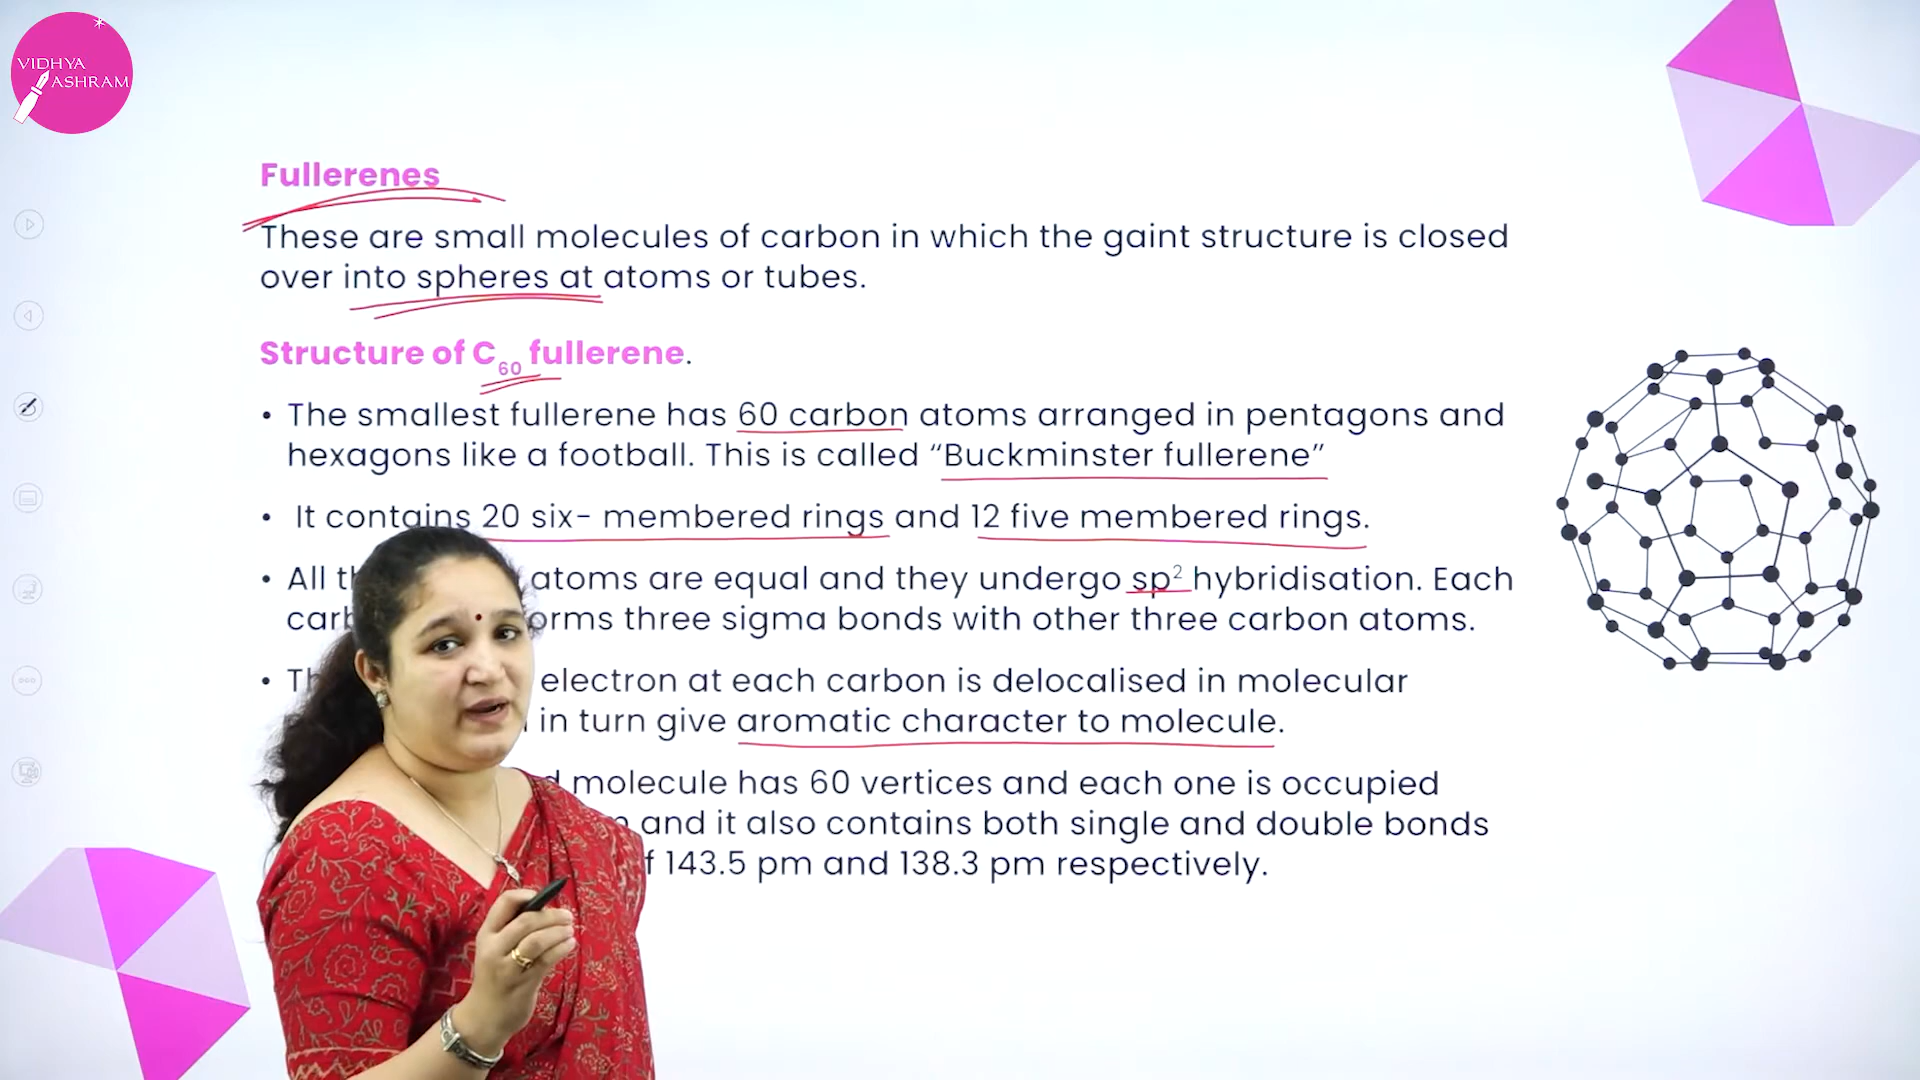 VIDHYA
ASHRAM
Fullerenes
These are small molecules of carbon in which the gaint structure is closed
over into spheres at atoms or tubes.
Structure of C₆₀ fullerene.
• The smallest fullerene has 60 carbon atoms arranged in pentagons and
hexagons like a football. This is called “Buckminster fullerene”
• It contains 20 six- membered rings and 12 five membered rings.
• All atoms are equal and they undergo sp² hybridisation. Each
three sigma bonds with other three carbon atoms.
• electron at each carbon is delocalised in molecular
in turn give aromatic character to molecule.
molecule has 60 vertices and each one is occupied
and it also contains both single and double bonds
143.5 pm and 138.3 pm respectively.